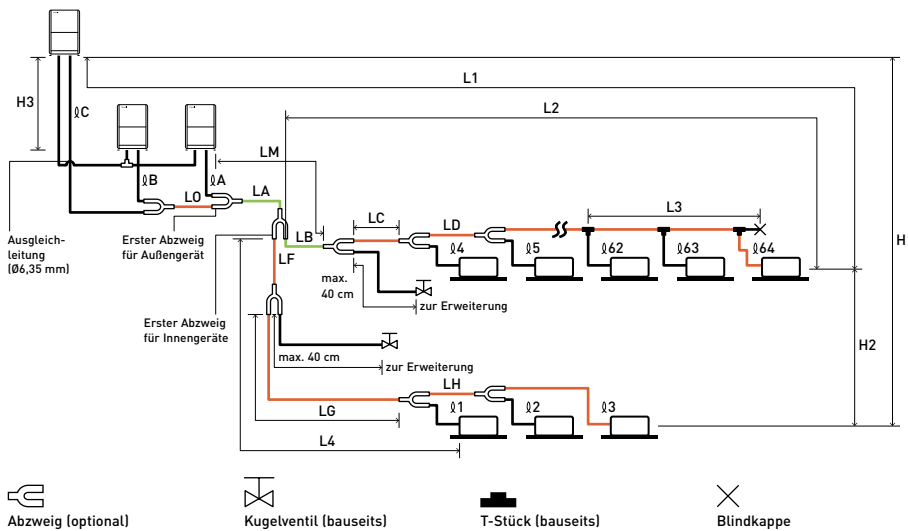 L1
H3
ℓC
L2
LM
ℓB
ℓA
LO
LA
LC
LD
L3
LB
ℓ4
ℓ5
ℓ62
ℓ63
ℓ64
H
Ausgleich-
leitung
(Ø6,35 mm)
Erster Abzweig
für Außengerät
LF
max.
40 cm
zur Erweiterung
Erster Abzweig
für Innengeräte
H2
max. 40 cm
zur Erweiterung
LH
LG
ℓ1
ℓ2
ℓ3
L4
Abzweig (optional)
Kugelventil (bauseits)
T-Stück (bauseits)
Blindkappe